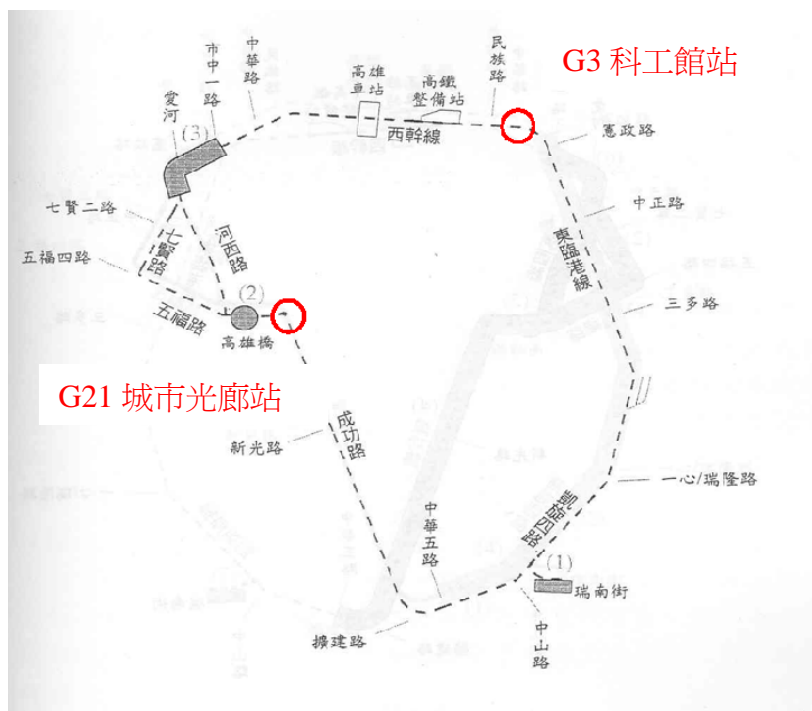 G3 科工館站
民族路
高雄
車站
高鐵
整備站
中華路
市中一路
愛河
(3)
西幹線
憲政路
七賢二路
七賢路
河西路
中正路
東臨港線
五福四路
五福路
(2)
高雄橋
三多路
G21 城市光廊站
成功路
新光路
一心/瑞隆路
凱旋四路
中華五路
(1)
瑞南街
擴建路
中山路